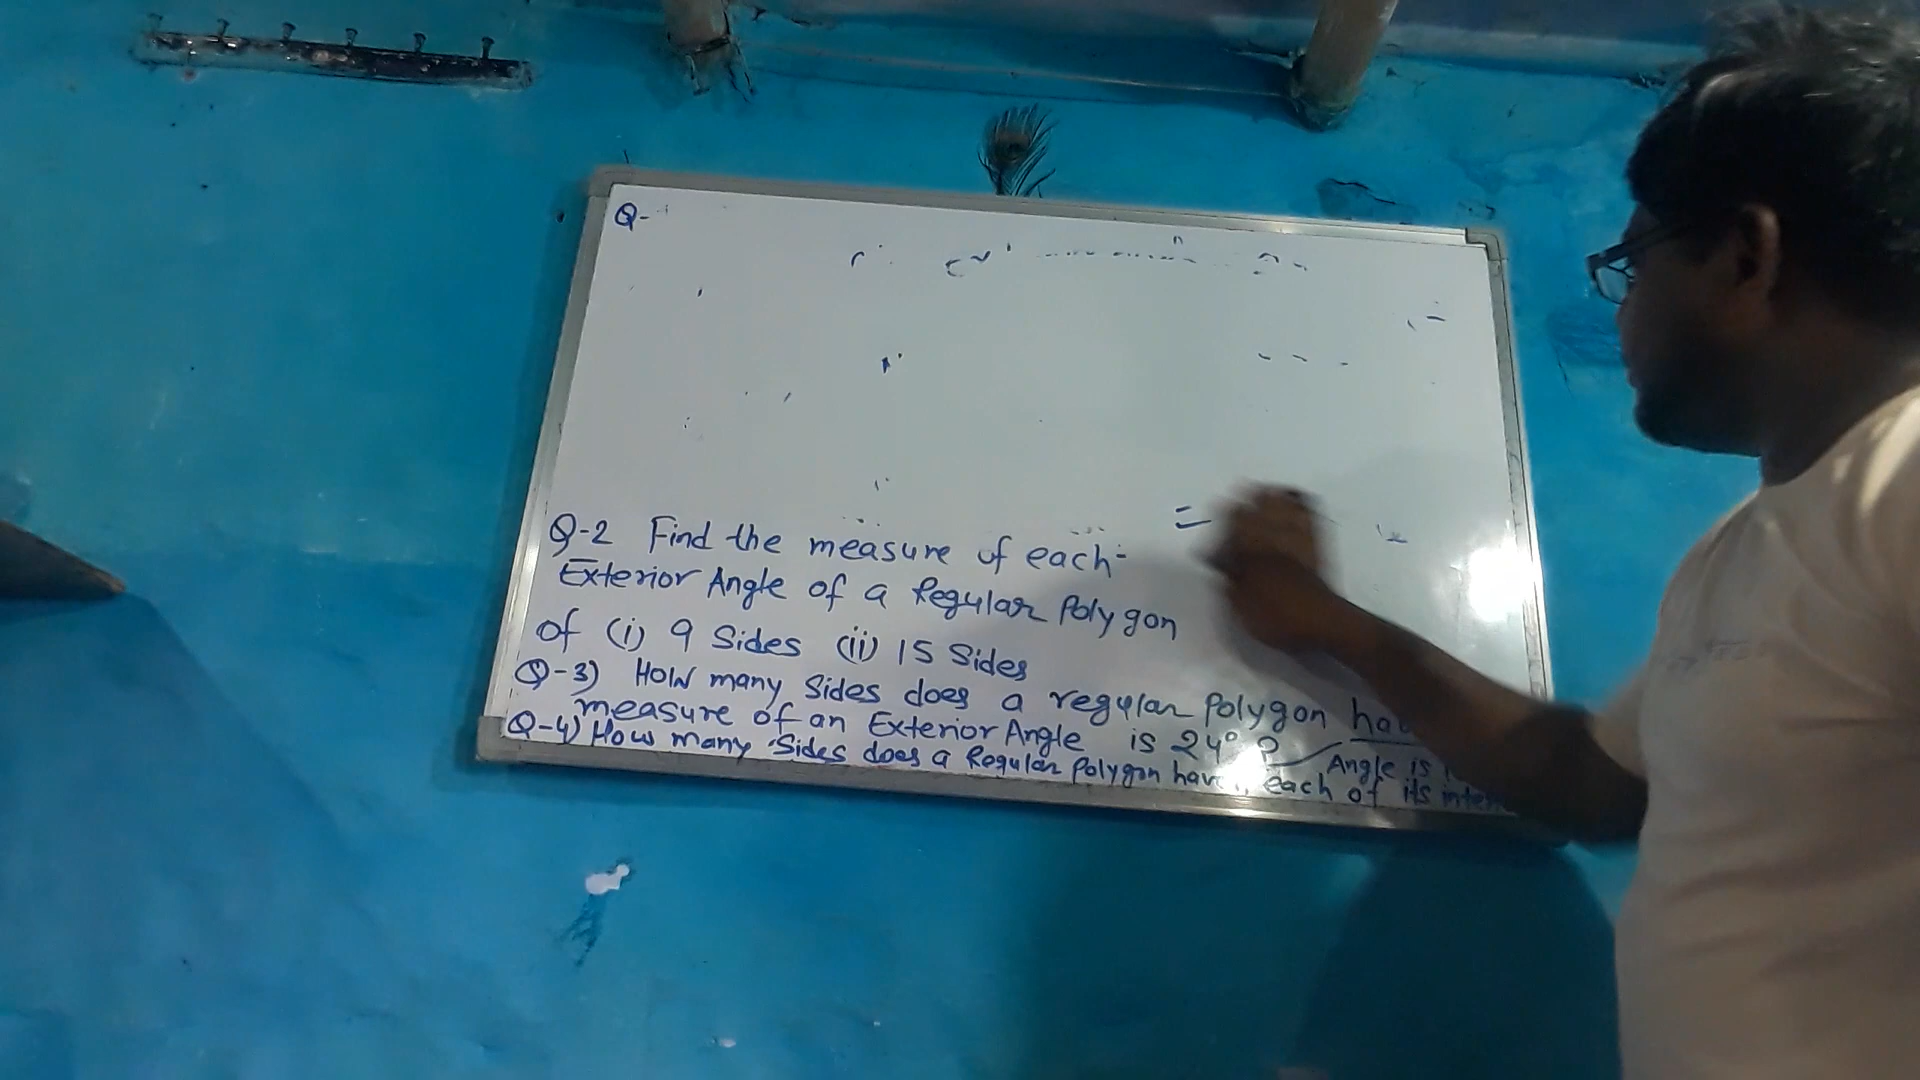 Q-
=
Q-2 Find the measure of each-
Exterior Angle of a Regular Polygon
of (i) 9 Sides (ii) 15 Sides
Q-3) How many Sides does a regular Polygon
measure of an Exterior Angle is 24° ?
Angle is
Q-4) How many Sides does a Regular Polygon have each of its